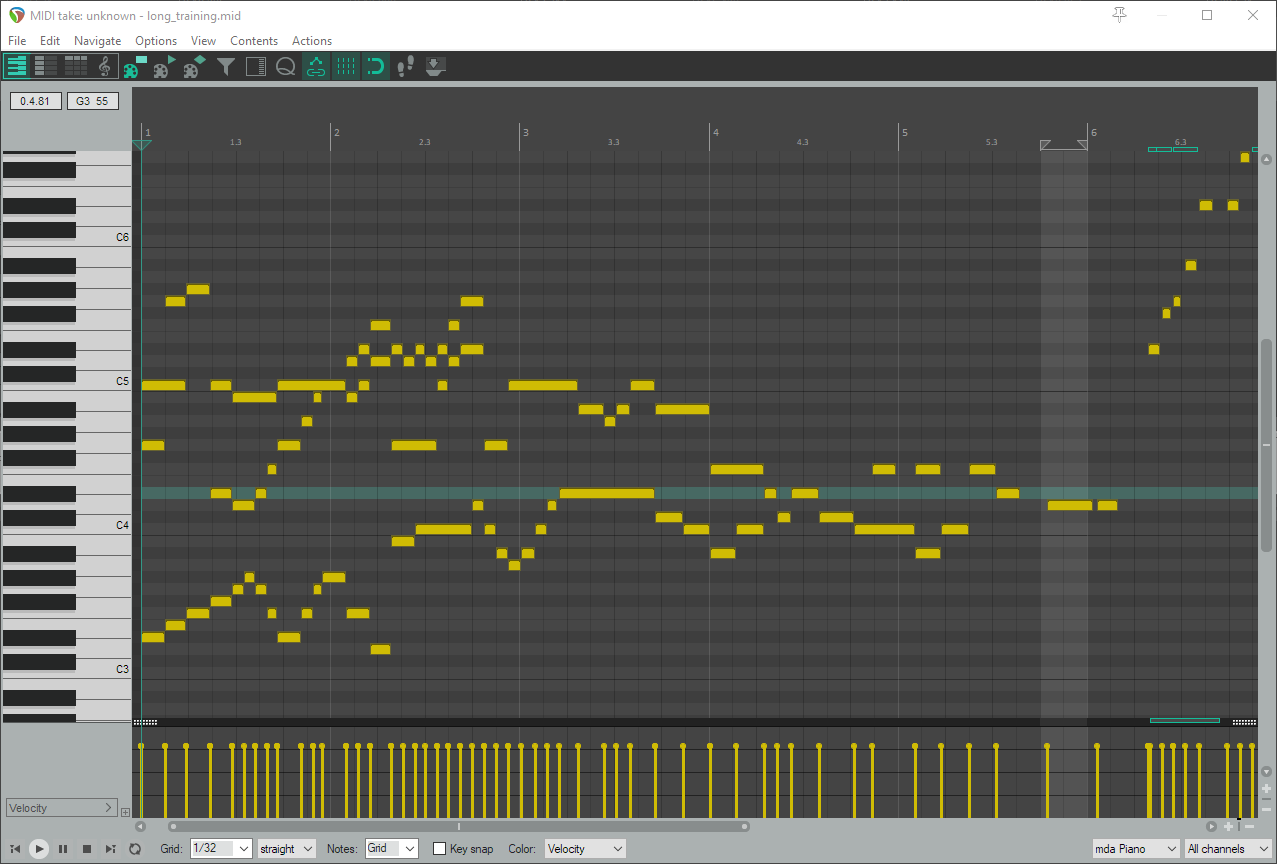 MIDI take: unknown - long_training.mid
File Edit Navigate Options View Contents Actions
0.4.81 G3 55
1 2 3 4 5 6
1.3 2.3 3.3 4.3 5.3 6.3
C6
C5
C4
C3
Velocity
Grid: 1/32 straight Notes: Grid Key snap Color: Velocity mda Piano All channels